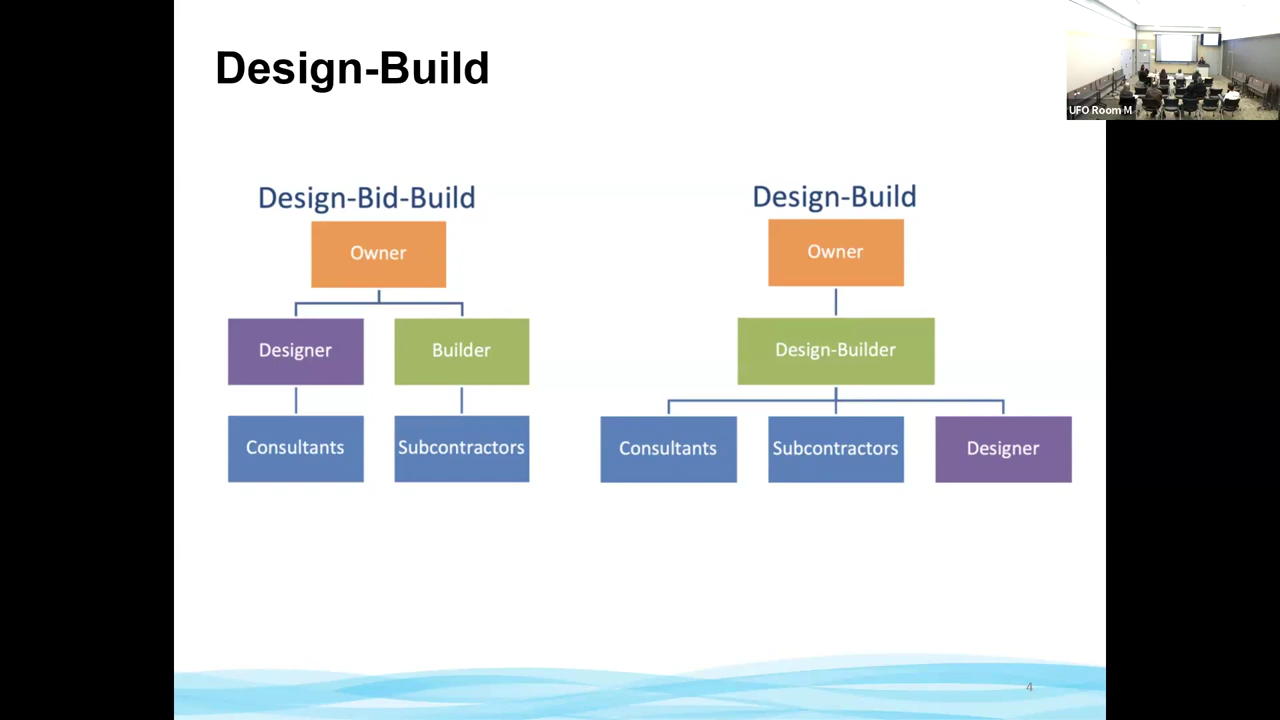 Design-Build
UFO Room M
Design-Bid-Build
Owner
Designer
Builder
Consultants
Subcontractors
Design-Build
Owner
Design-Builder
Consultants
Subcontractors
Designer
4